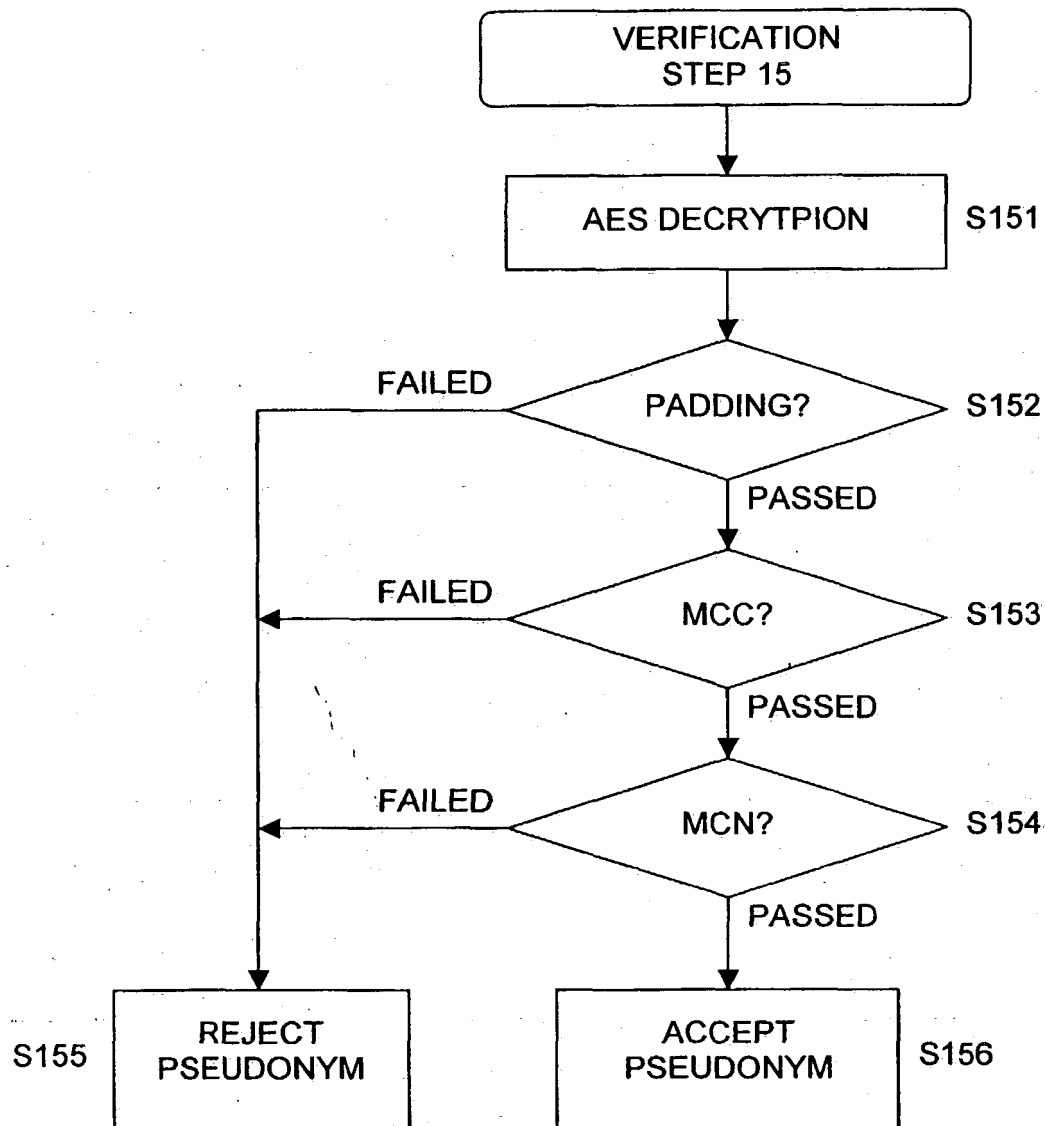 VERIFICATION
STEP 15
AES DECRYTPION
S151
FAILED
PADDING?
S152
PASSED
FAILED
MCC?
S153
PASSED
FAILED
MCN?
S154
PASSED
S155
REJECT
PSEUDONYM
ACCEPT
PSEUDONYM
S156